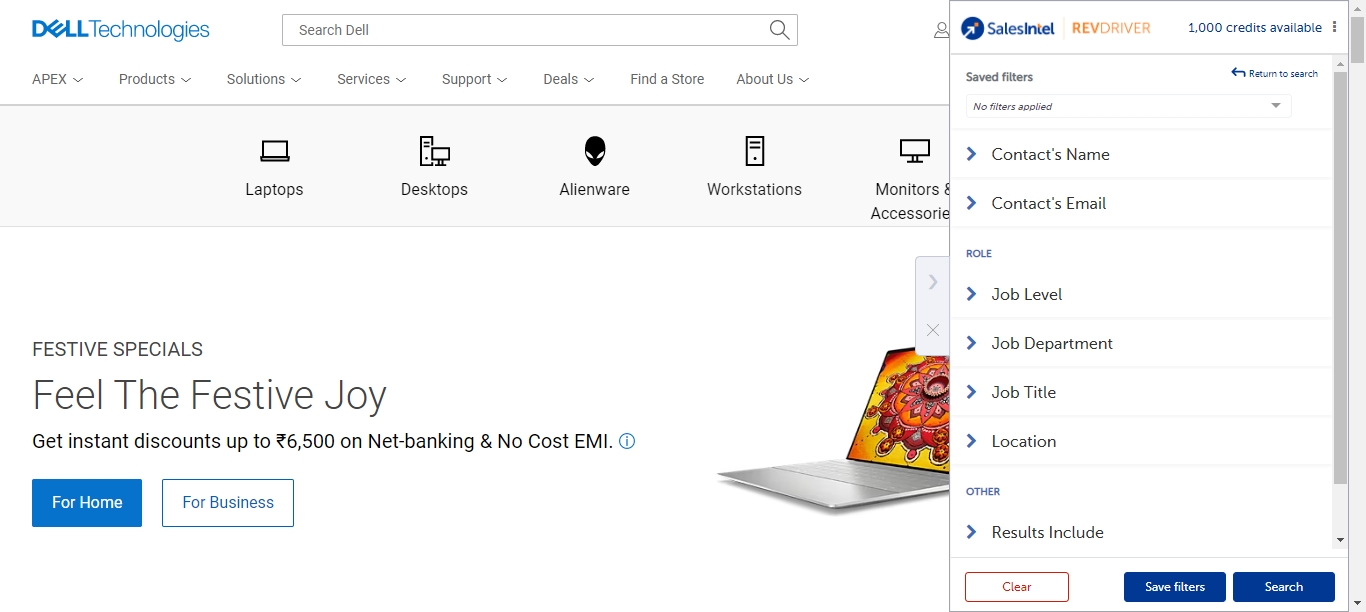 DELLTechnologies
Search Dell
APEX Products Solutions Services Support Deals Find a Store About Us
Laptops Desktops Alienware Workstations Monitors &
Accessorie
FESTIVE SPECIALS
Feel The Festive Joy
Get instant discounts up to ₹6,500 on Net-banking & No Cost EMI.
For Home For Business
SalesIntel REVDRIVER 1,000 credits available
Saved filters Return to search
No filters applied
Contact's Name
Contact's Email
ROLE
Job Level
Job Department
Job Title
Location
OTHER
Results Include
Clear Save filters Search